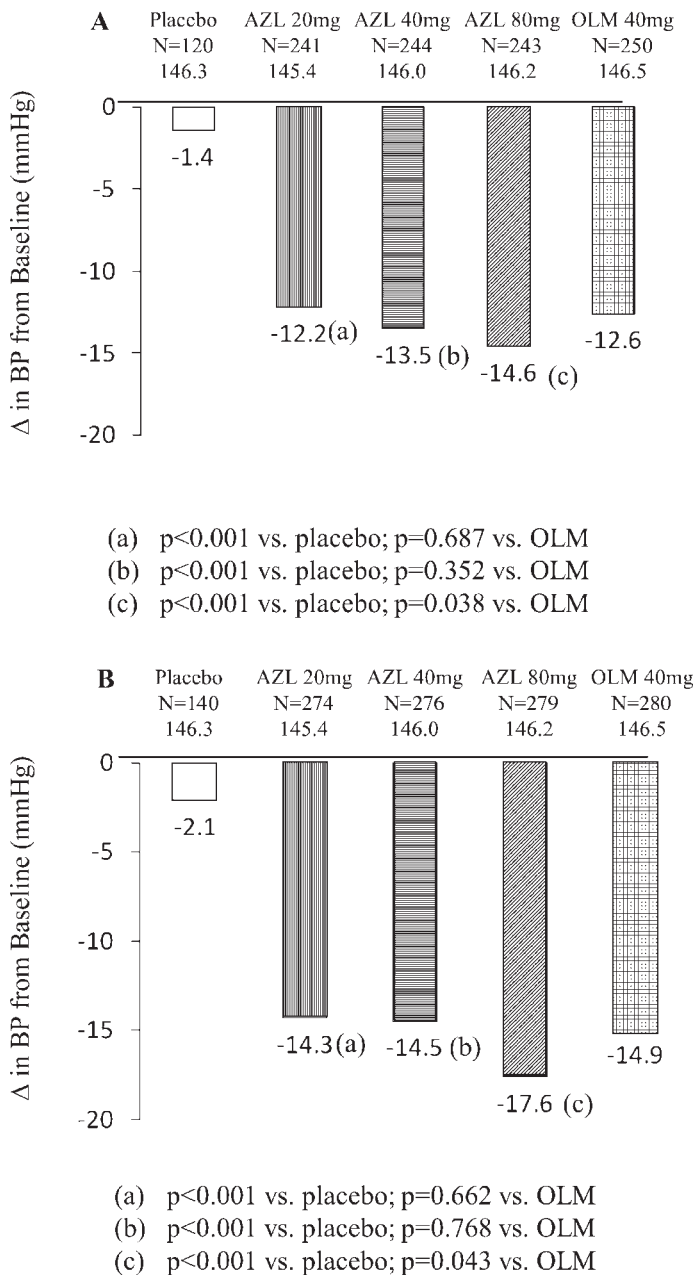 A
Placebo AZL 20mg AZL 40mg AZL 80mg OLM 40mg
N=120 N=241 N=244 N=243 N=250
146.3 145.4 146.0 146.2 146.5
Δ in BP from Baseline (mmHg)
0
-5
-10
-15
-20
-1.4
-12.2 (a)
-13.5 (b)
-14.6 (c)
-12.6
(a) p<0.001 vs. placebo; p=0.687 vs. OLM
(b) p<0.001 vs. placebo; p=0.352 vs. OLM
(c) p<0.001 vs. placebo; p=0.038 vs. OLM
B
Placebo AZL 20mg AZL 40mg AZL 80mg OLM 40mg
N=140 N=274 N=276 N=279 N=280
146.3 145.4 146.0 146.2 146.5
Δ in BP from Baseline (mmHg)
0
-5
-10
-15
-20
-2.1
-14.3 (a)
-14.5 (b)
-17.6 (c)
-14.9
(a) p<0.001 vs. placebo; p=0.662 vs. OLM
(b) p<0.001 vs. placebo; p=0.768 vs. OLM
(c) p<0.001 vs. placebo; p=0.043 vs. OLM